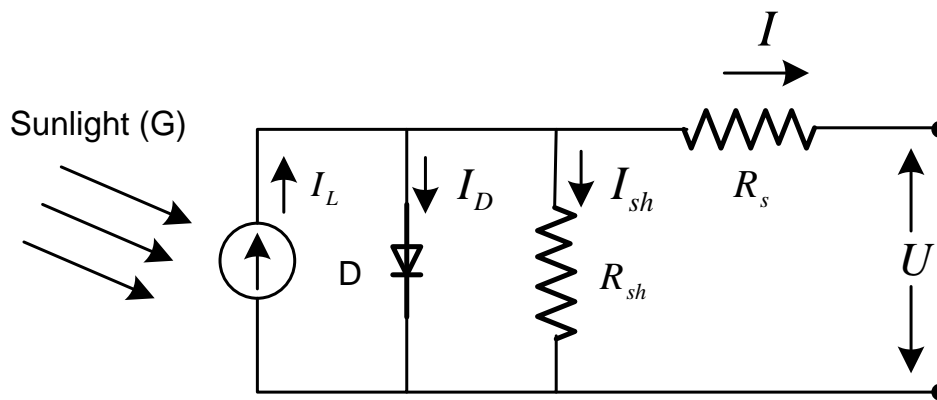 I
Sunlight (G)
I_L
I_D
I_sh
R_s
D
R_sh
U